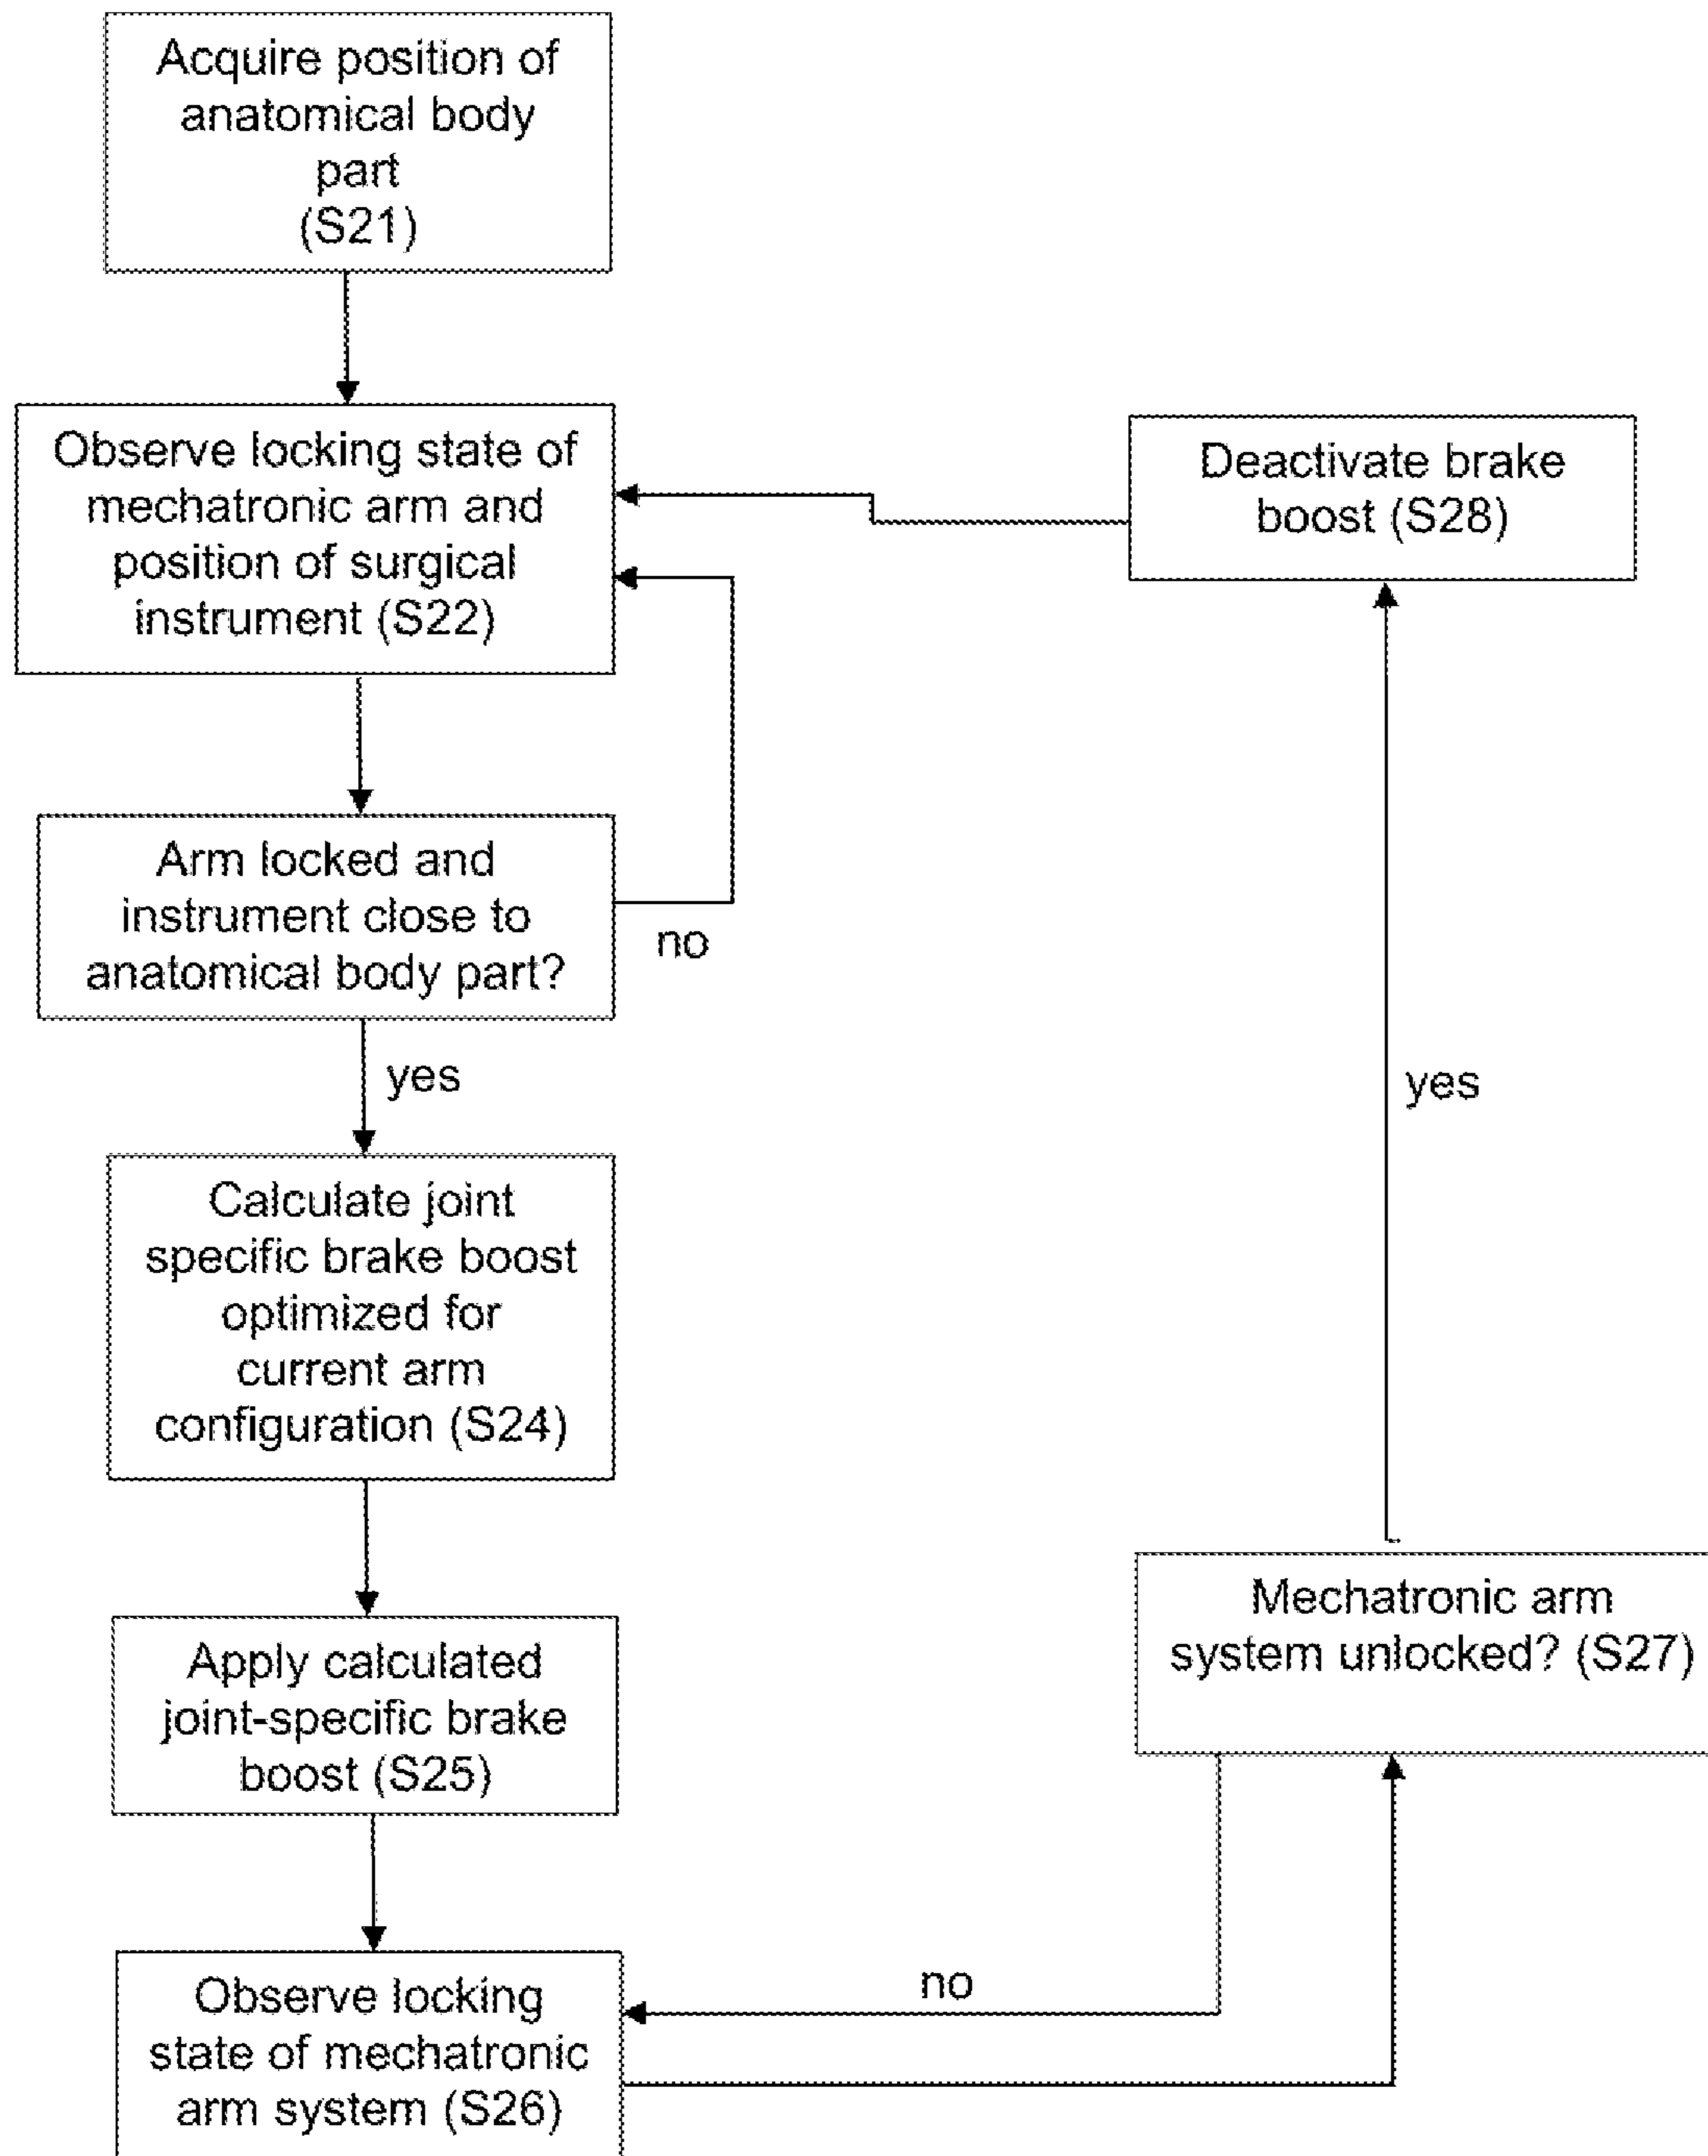 Acquire position of
anatomical body
part
(S21)
Observe locking state of
mechatronic arm and
position of surgical
instrument (S22)
Deactivate brake
boost (S28)
Arm locked and
instrument close to
anatomical body part?
no
yes
yes
Calculate joint
specific brake boost
optimized for
current arm
configuration (S24)
Mechatronic arm
system unlocked? (S27)
Apply calculated
joint-specific brake
boost (S25)
no
Observe locking
state of mechatronic
arm system (S26)